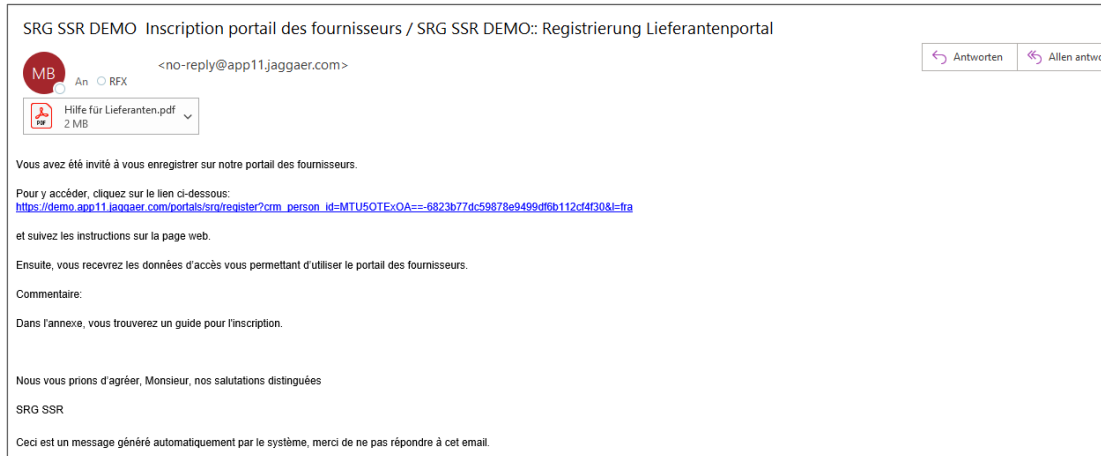 SRG SSR DEMO Inscription portail des fournisseurs / SRG SSR DEMO:: Registrierung Lieferantenportal
MB
<no-reply@app11.jaggaer.com>
An RFX
Antworten
Allen antwo
PDF
Hilfe für Lieferanten.pdf
2 MB
Vous avez été invité à vous enregistrer sur notre portail des fournisseurs.
Pour y accéder, cliquez sur le lien ci-dessous:
https://demo.app11.jaggaer.com/portals/srg/register?crm_person_id=MTU5OTExOA==-6823b77dc59878e9499df6b112cf4f30&l=fra
et suivez les instructions sur la page web.
Ensuite, vous recevrez les données d'accès vous permettant d'utiliser le portail des fournisseurs.
Commentaire:
Dans l'annexe, vous trouverez un guide pour l'inscription.
Nous vous prions d'agréer, Monsieur, nos salutations distinguées
SRG SSR
Ceci est un message généré automatiquement par le système, merci de ne pas répondre à cet email.